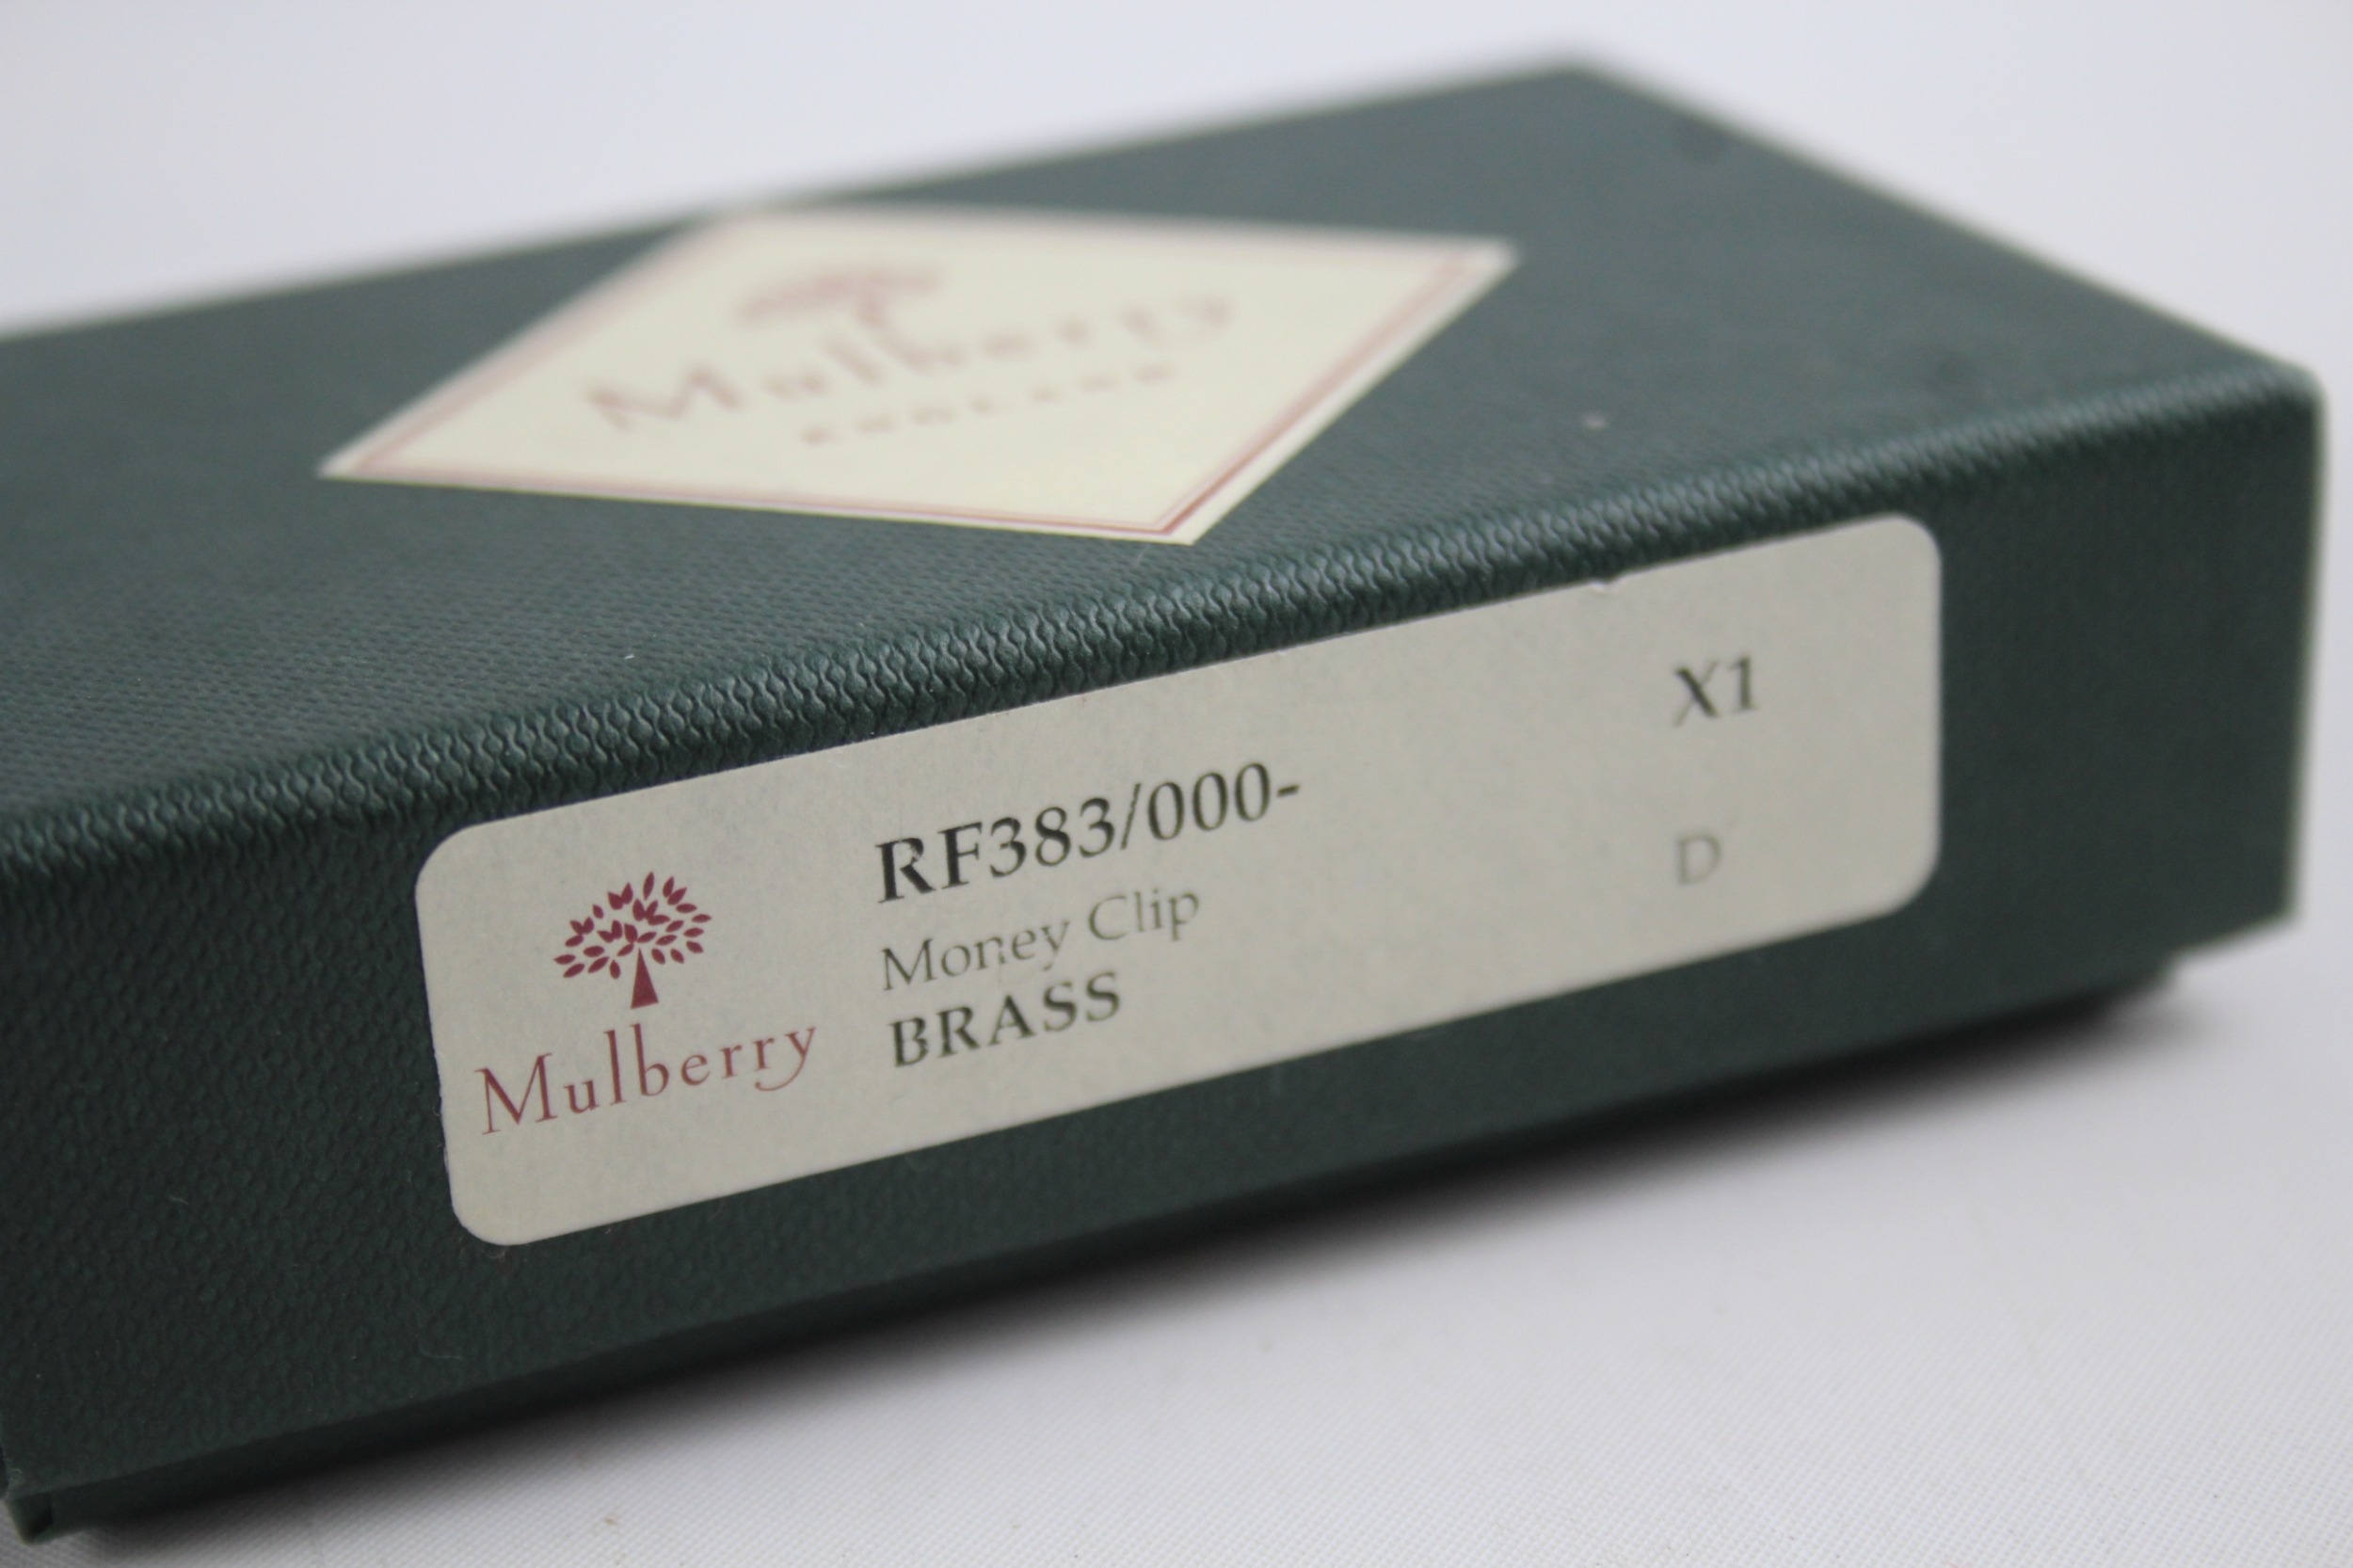 Mulberry
ENGLAND
RF383/000-
X1
Money Clip
D
BRASS
Mulberry